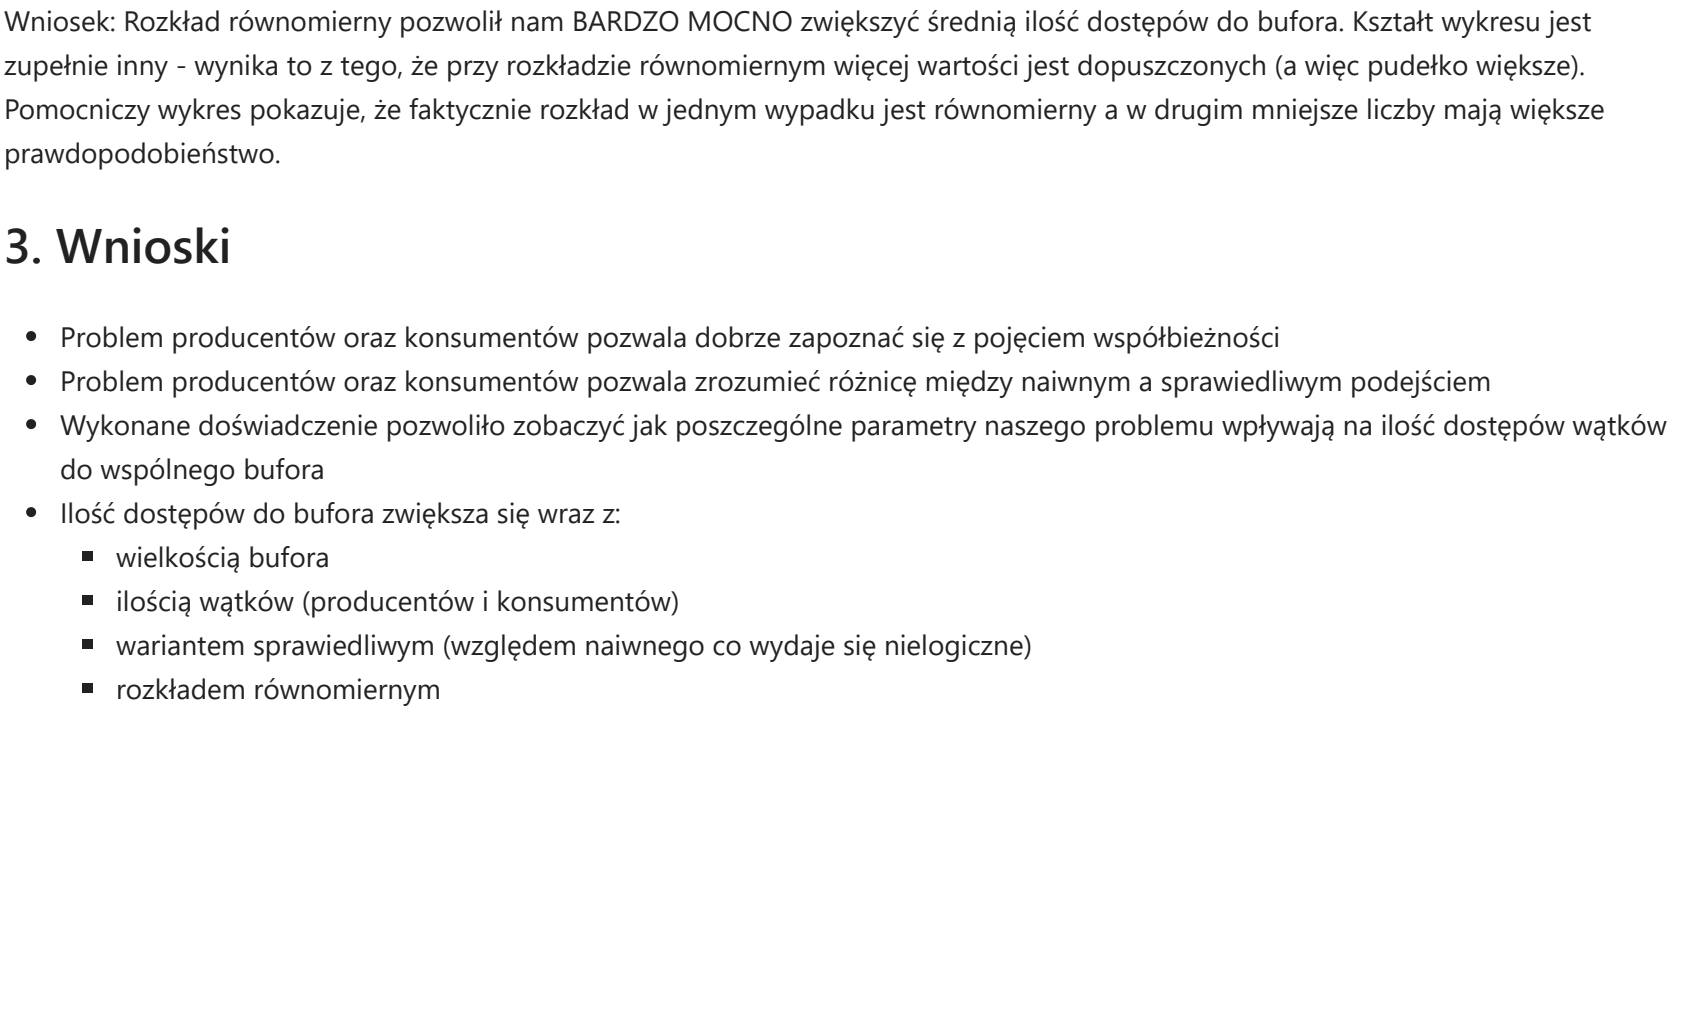 Wniosek: Rozkład równomierny pozwolił nam BARDZO MOCNO zwiększyć średnią ilość dostępów do bufora. Kształt wykresu jest
zupełnie inny - wynika to z tego, że przy rozkładzie równomiernym więcej wartości jest dopuszczonych (a więc pudełko większe).
Pomocniczy wykres pokazuje, że faktycznie rozkład w jednym wypadku jest równomierny a w drugim mniejsze liczby mają większe
prawdopodobieństwo.
3. Wnioski
• Problem producentów oraz konsumentów pozwala dobrze zapoznać się z pojęciem współbieżności
• Problem producentów oraz konsumentów pozwala zrozumieć różnicę między naiwnym a sprawiedliwym podejściem
• Wykonane doświadczenie pozwoliło zobaczyć jak poszczególne parametry naszego problemu wpływają na ilość dostępów wątków
do wspólnego bufora
• Ilość dostępów do bufora zwiększa się wraz z:
▪ wielkością bufora
▪ ilością wątków (producentów i konsumentów)
▪ wariantem sprawiedliwym (względem naiwnego co wydaje się nielogiczne)
▪ rozkładem równomiernym